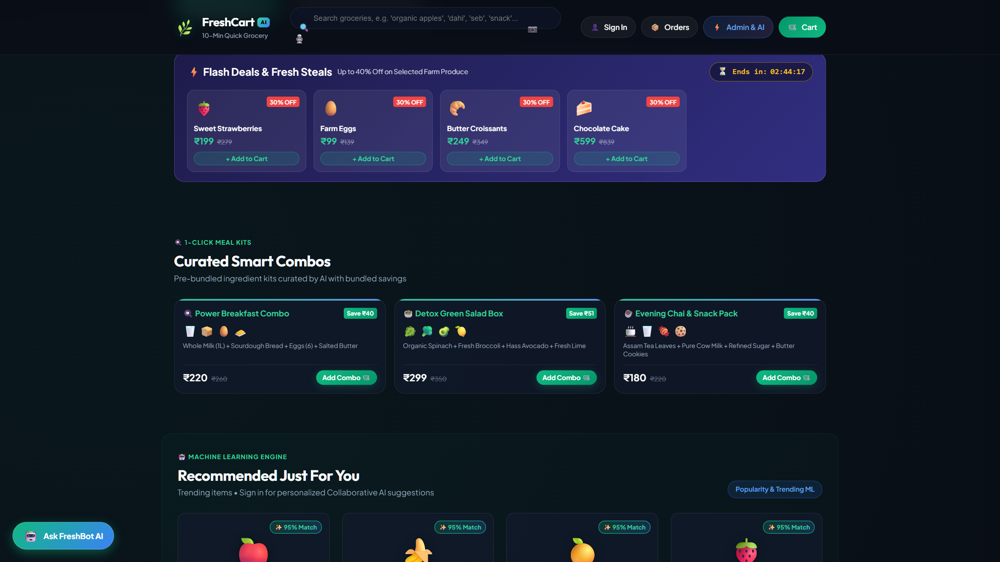 FreshCart AI
10-Min Quick Grocery
Search groceries, e.g. 'organic apples', 'dahi', 'seb', 'snack'...
Sign In
Orders
Admin & AI
Cart
Flash Deals & Fresh Steals Up to 40% Off on Selected Farm Produce
Ends in: 02:44:17
30% OFF
Sweet Strawberries
₹199 ₹279
+ Add to Cart
30% OFF
Farm Eggs
₹99 ₹139
+ Add to Cart
30% OFF
Butter Croissants
₹249 ₹349
+ Add to Cart
30% OFF
Chocolate Cake
₹599 ₹839
+ Add to Cart
1-CLICK MEAL KITS
Curated Smart Combos
Pre-bundled ingredient kits curated by AI with bundled savings
Power Breakfast Combo
Save ₹40
Whole Milk (1L) + Sourdough Bread + Eggs (6) + Salted Butter
₹220 ₹260
Add Combo
Detox Green Salad Box
Save ₹51
Organic Spinach + Fresh Broccoli + Hass Avocado + Fresh Lime
₹299 ₹350
Add Combo
Evening Chai & Snack Pack
Save ₹40
Assam Tea Leaves + Pure Cow Milk + Refined Sugar + Butter
Cookies
₹180 ₹220
Add Combo
MACHINE LEARNING ENGINE
Recommended Just For You
Trending items • Sign in for personalized Collaborative AI suggestions
Popularity & Trending ML
95% Match
95% Match
95% Match
95% Match
Ask FreshBot AI